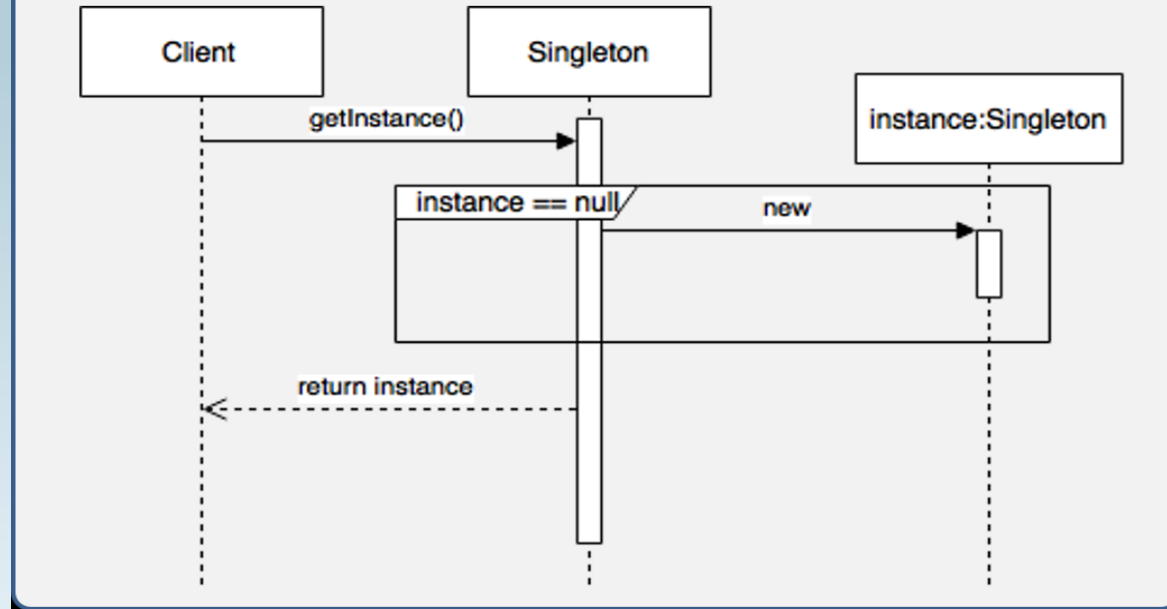 Client
Singleton
instance:Singleton
getInstance()
instance == null
new
return instance